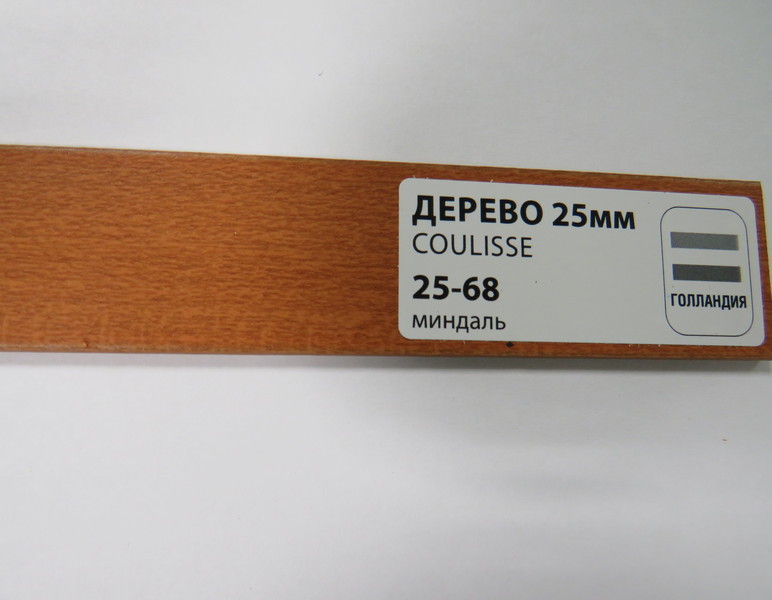 ДЕРЕВО 25мм
COULISSE
25-68
миндаль
ГОЛЛАНДИЯ